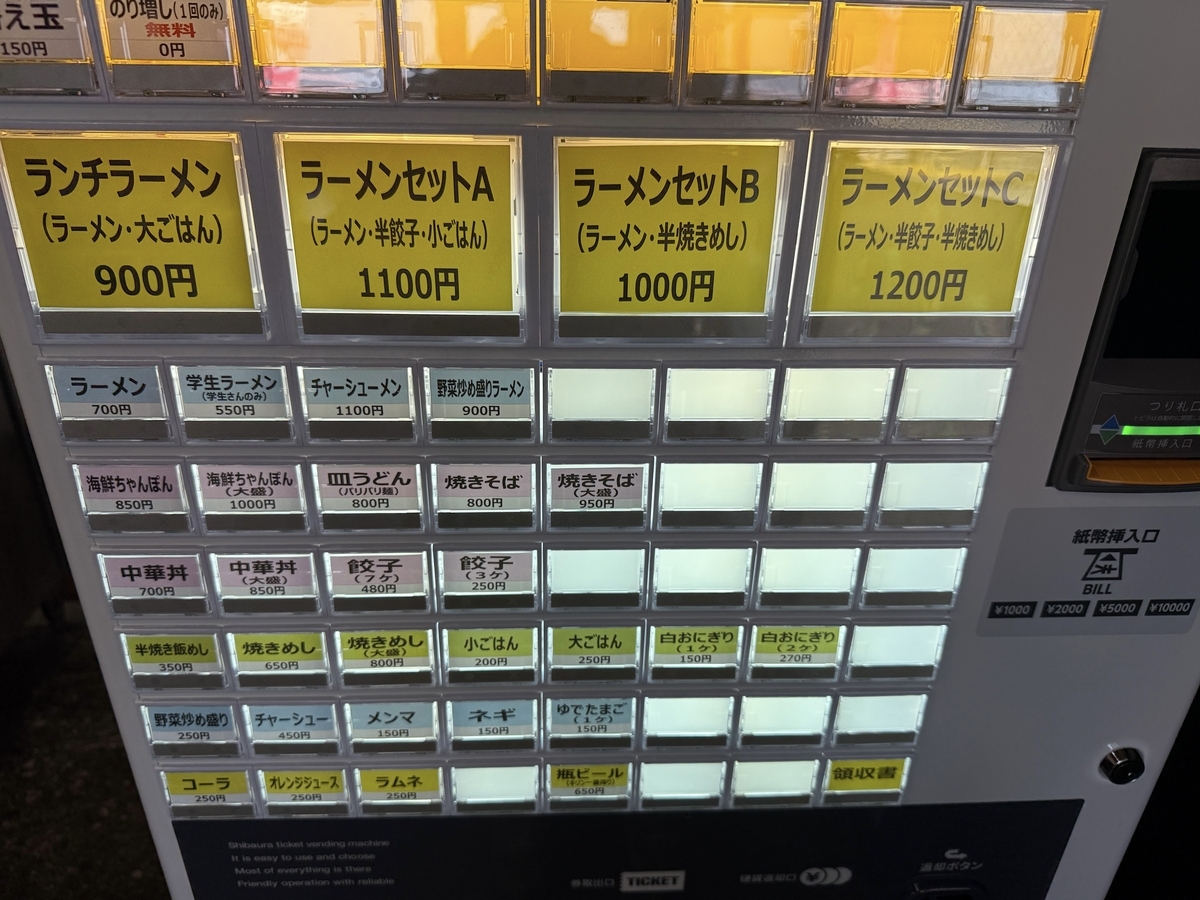 え玉
150円
のり増し(1回のみ)
無料
0円
ランチラーメン
(ラーメン・大ごはん)
900円
ラーメンセットA
(ラーメン・半餃子・小ごはん)
1100円
ラーメンセットB
(ラーメン・半焼きめし)
1000円
ラーメンセットC
(ラーメン・半餃子・半焼きめし)
1200円
ラーメン
700円
学生ラーメン
(学生さんのみ)
550円
チャーシューメン
1100円
野菜炒め盛りラーメン
900円
海鮮ちゃんぽん
850円
海鮮ちゃんぽん
(大盛)
1000円
皿うどん
(パリパリ麺)
800円
焼きそば
800円
焼きそば
(大盛)
950円
中華丼
700円
中華丼
(大盛)
850円
餃子
(7ケ)
480円
餃子
(3ケ)
250円
半焼き飯めし
350円
焼きめし
650円
焼きめし
(大盛)
800円
小ごはん
200円
大ごはん
250円
白おにぎり
(1ケ)
150円
白おにぎり
(2ケ)
270円
野菜炒め盛り
250円
チャーシュー
450円
メンマ
150円
ネギ
150円
ゆでたまご
(1ケ)
150円
コーラ
250円
オレンジジュース
250円
ラムネ
250円
瓶ビール
650円
領収書
つり札口
紙幣挿入口
紙幣挿入口
BILL
¥1000 ¥2000 ¥5000 ¥10000
Shibaura ticket vending machine
It is easy to use and choose
Most of everything is there
Friendly operation with reliable
TICKET
返却ボタン